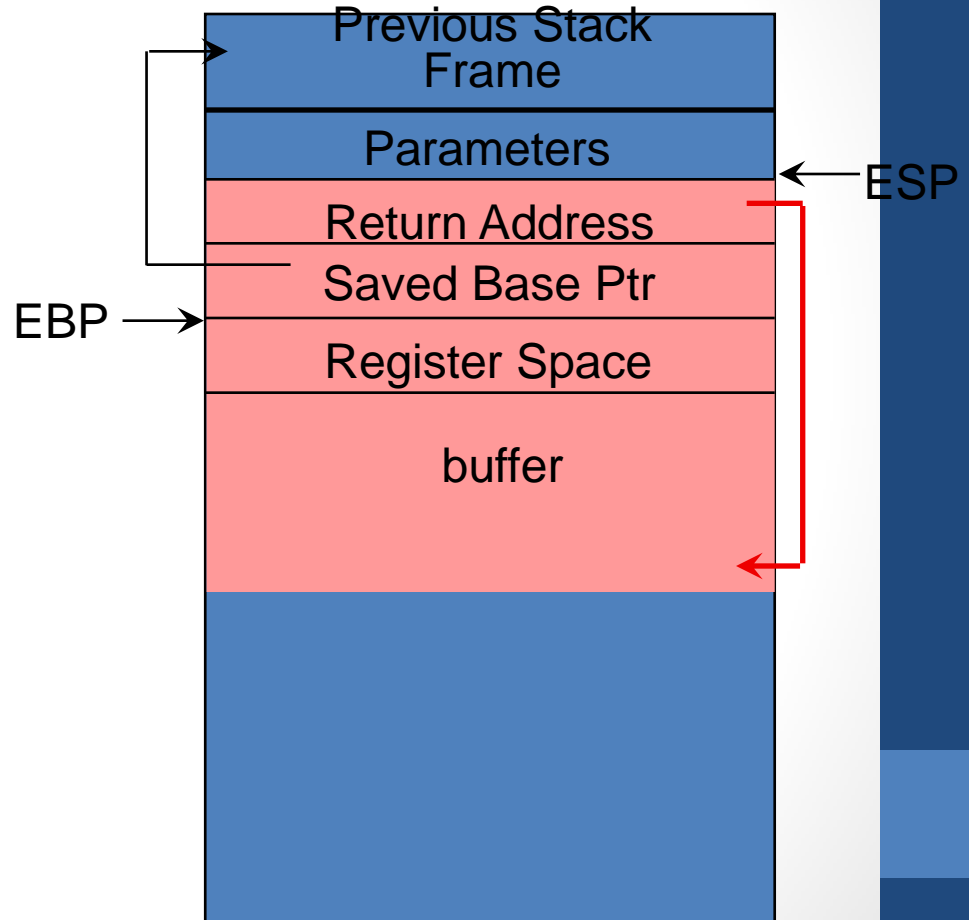 Previous Stack
Frame
Parameters
ESP
Return Address
Saved Base Ptr
EBP
Register Space
buffer